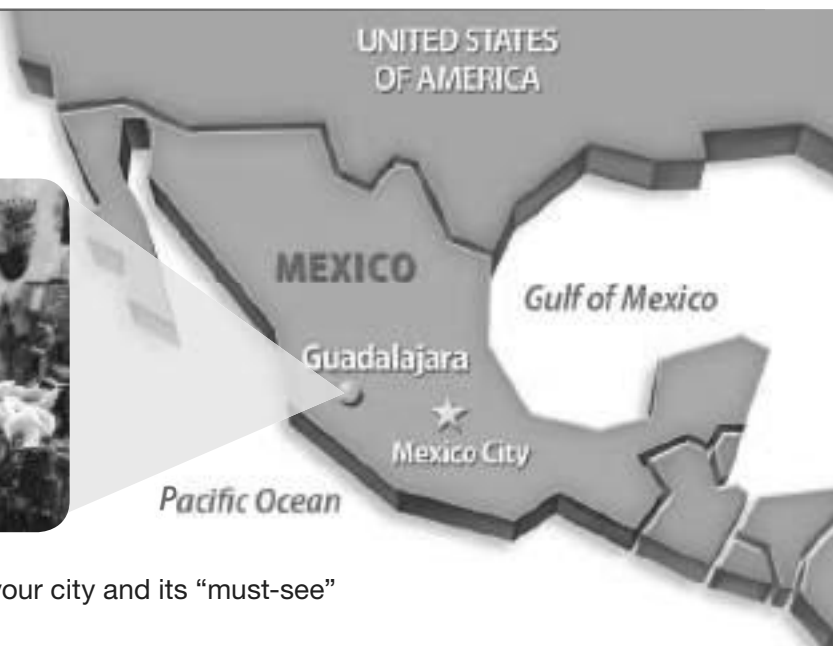 UNITED STATES
OF AMERICA
MEXICO
Gulf of Mexico
Guadalajara
Mexico City
Pacific Ocean
your city and its “must-see”